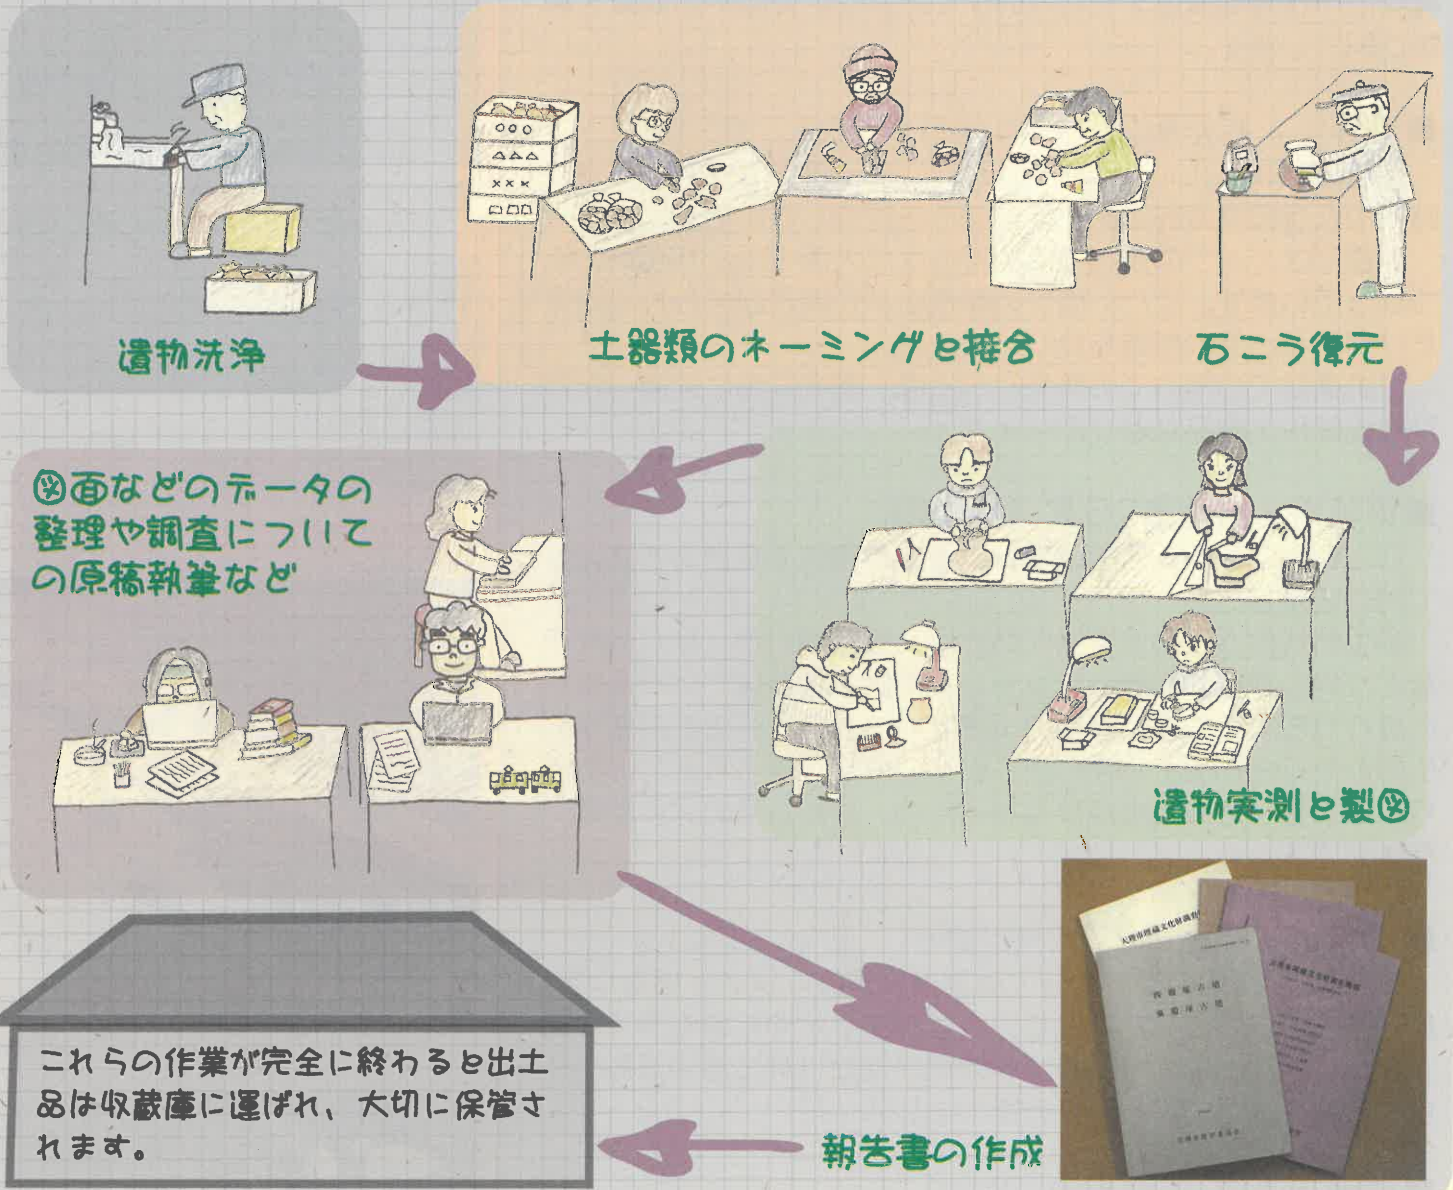 遺物洗浄
土器類のネーミングと接合
石こう復元
遺物実測と製図
図面などのデータの
整理や調査について
の原稿執筆など
報告書の作成
これらの作業が完全に終わると出土
品は収蔵庫に運ばれ、大切に保管さ
れます。